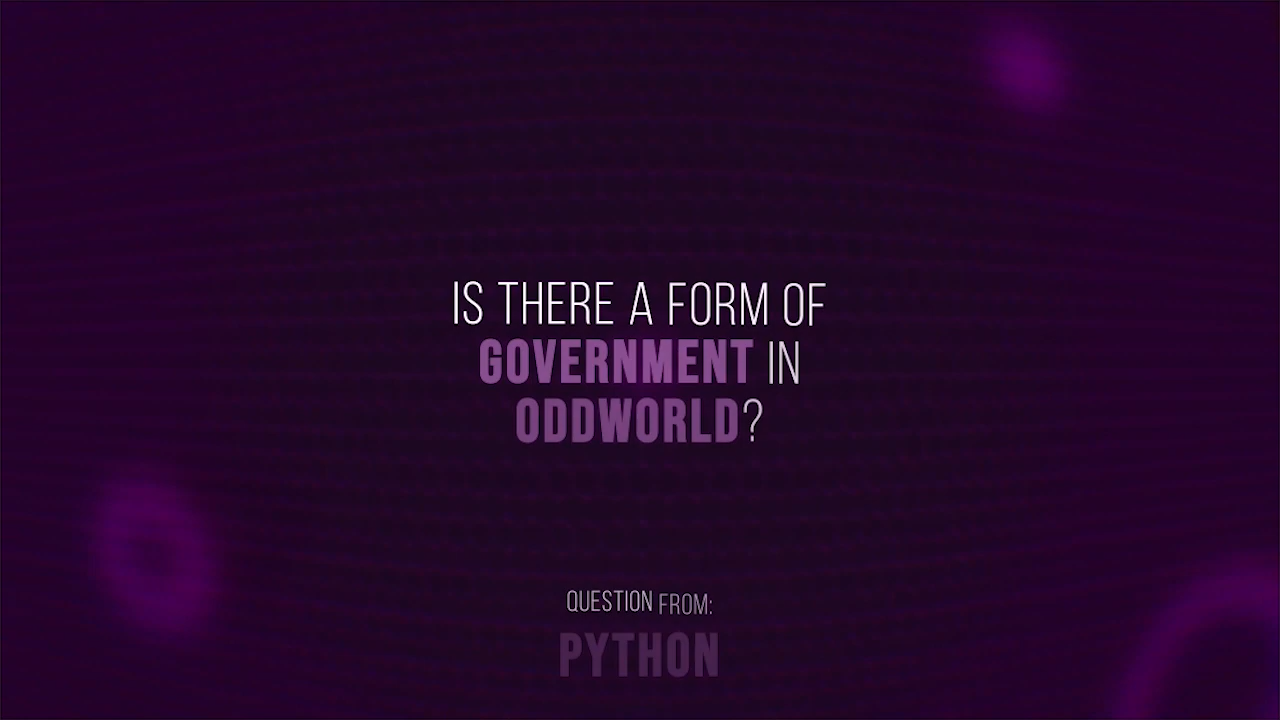 IS THERE A FORM OF
GOVERNMENT IN
ODDWORLD?
QUESTION FROM:
PYTHON